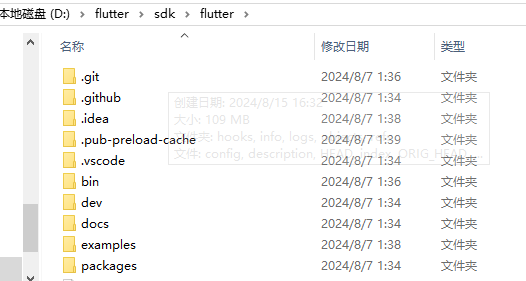 本地磁盘 (D:) › flutter › sdk › flutter ›
名称 修改日期 类型
.git 2024/8/7 1:36 文件夹
.github 2024/8/7 1:34 文件夹
创建日期: 2024/8/15 16:32
.idea 2024/8/7 1:38 文件夹
大小: 109 MB
.pub-preload-cache 2024/8/7 1:39 文件夹
文件夹: hooks, info, logs,
.vscode 2024/8/7 1:34 文件夹
文件: config, description, HEAD, index, ORIG_HEAD, ...
bin 2024/8/7 1:36 文件夹
dev 2024/8/7 1:34 文件夹
docs 2024/8/7 1:34 文件夹
examples 2024/8/7 1:38 文件夹
packages 2024/8/7 1:34 文件夹